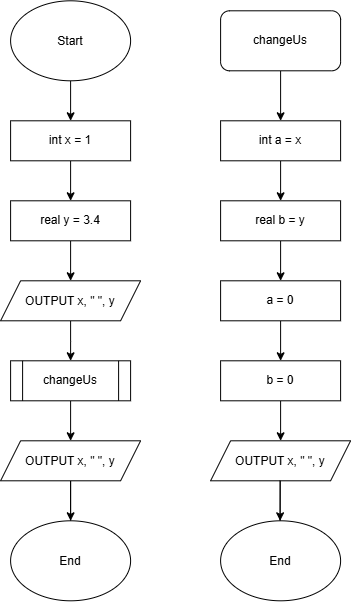 Start
int x = 1
real y = 3.4
OUTPUT x, " ", y
changeUs
OUTPUT x, " ", y
End
changeUs
int a = x
real b = y
a = 0
b = 0
OUTPUT x, " ", y
End